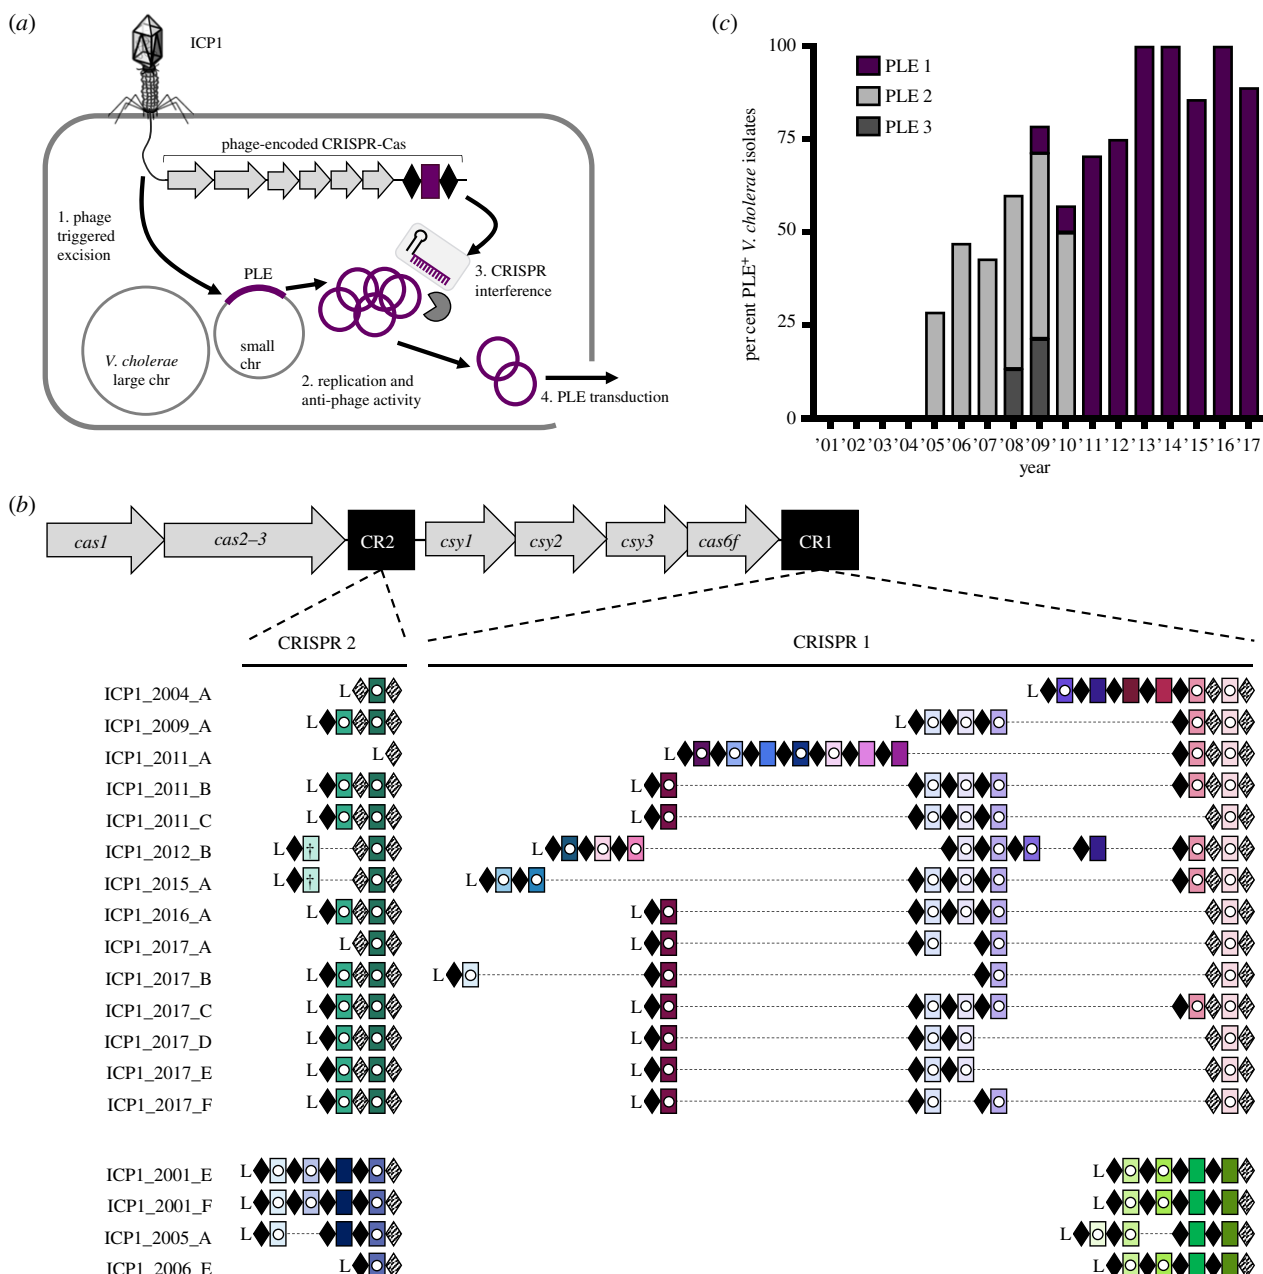 (a)
ICP1
phage-encoded CRISPR-Cas
1. phage
triggered
excision
PLE
3. CRISPR
interference
V. cholerae
large chr
small
chr
2. replication and
anti-phage activity
4. PLE transduction
(c)
percent PLE+ V. cholerae isolates
100
75
50
25
0
PLE 1
PLE 2
PLE 3
'01 '02 '03 '04 '05 '06 '07 '08 '09 '10 '11 '12 '13 '14 '15 '16 '17
year
(b)
cas1 cas2–3 CR2 csy1 csy2 csy3 cas6f CR1
CRISPR 2 CRISPR 1
ICP1_2004_A L L
ICP1_2009_A L L
ICP1_2011_A L L
ICP1_2011_B L L
ICP1_2011_C L L
ICP1_2012_B L † L
ICP1_2015_A L † L
ICP1_2016_A L L
ICP1_2017_A L L
ICP1_2017_B L L
ICP1_2017_C L L
ICP1_2017_D L L
ICP1_2017_E L L
ICP1_2017_F L L
ICP1_2001_E L L
ICP1_2001_F L L
ICP1_2005_A L L
ICP1_2006_E L L